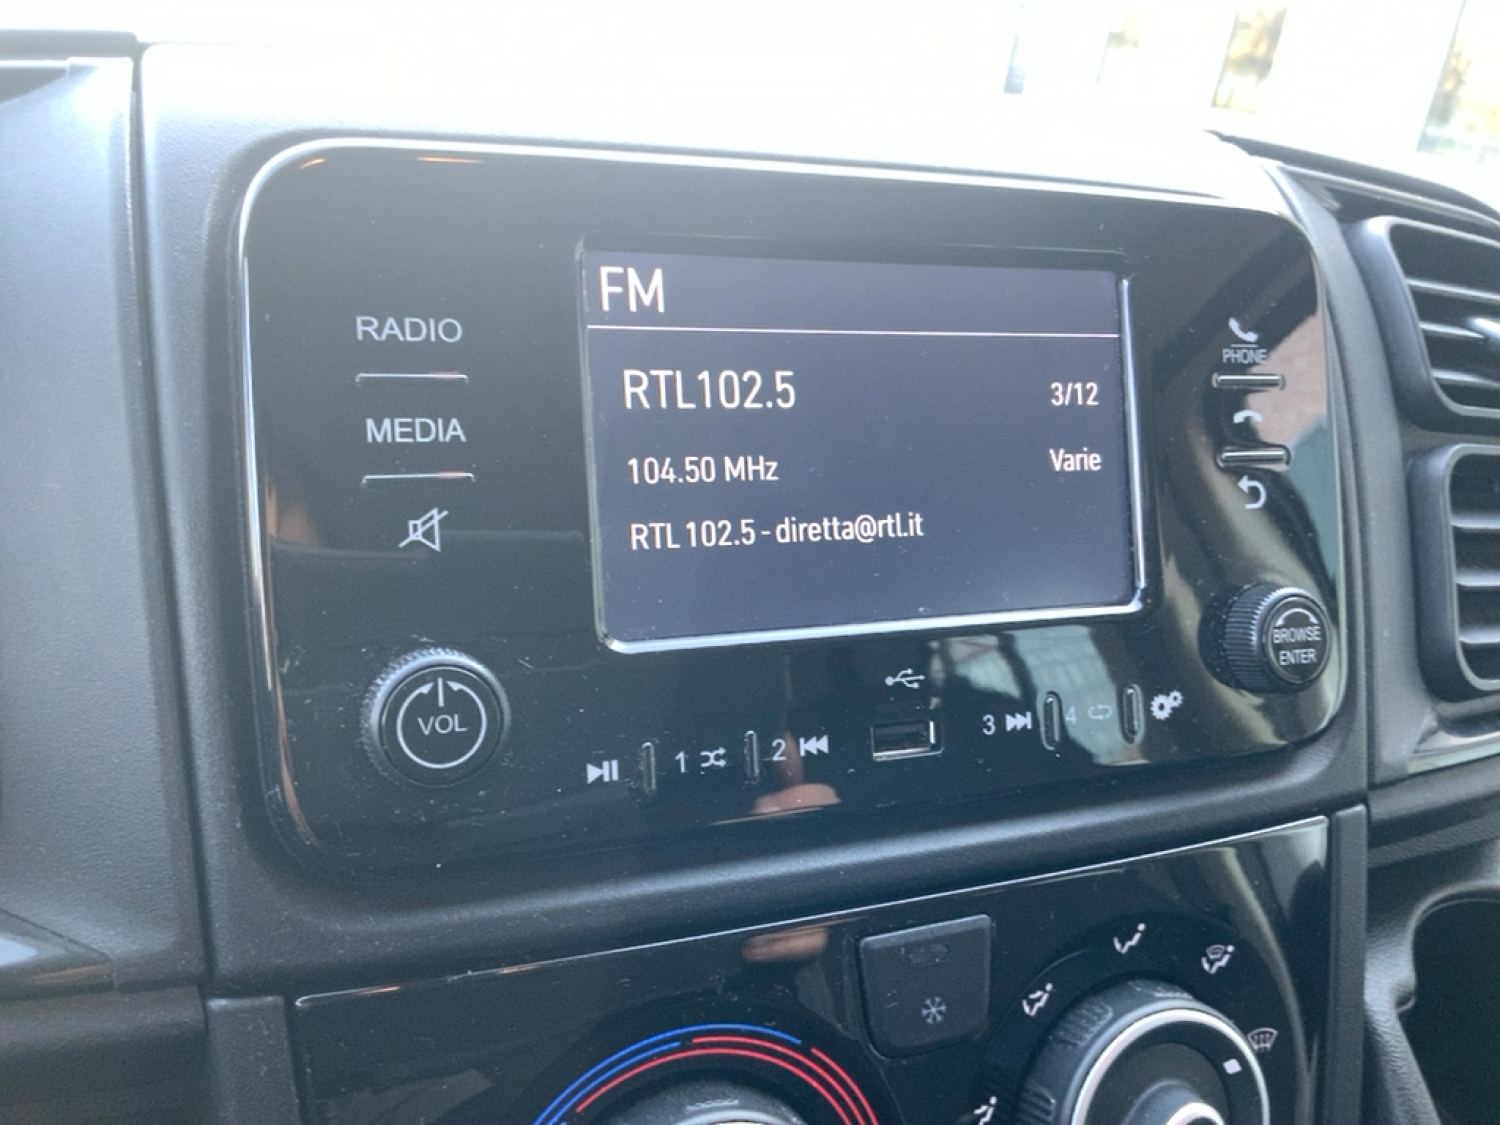 FM
RADIO
RTL102.5 3/12
PHONE
MEDIA
104.50 MHz Varie
RTL 102.5 - diretta@rtl.it
VOL
BROWSE
ENTER
1 2 3 4